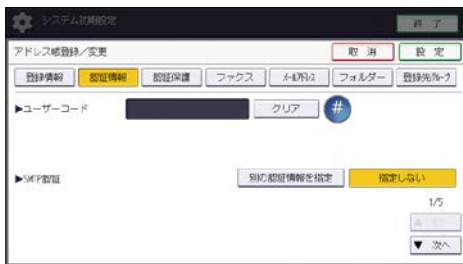 システム初期設定
終 了
アドレス帳登録／変更
取 消
設 定
登録情報
認証情報
認証保護
ファクス
メールアドレス
フォルダー
登録先グループ
▶ユーザーコード
クリア
#
▶SMTP認証
別の認証情報を指定
指定しない
1/5
▼ 次へ